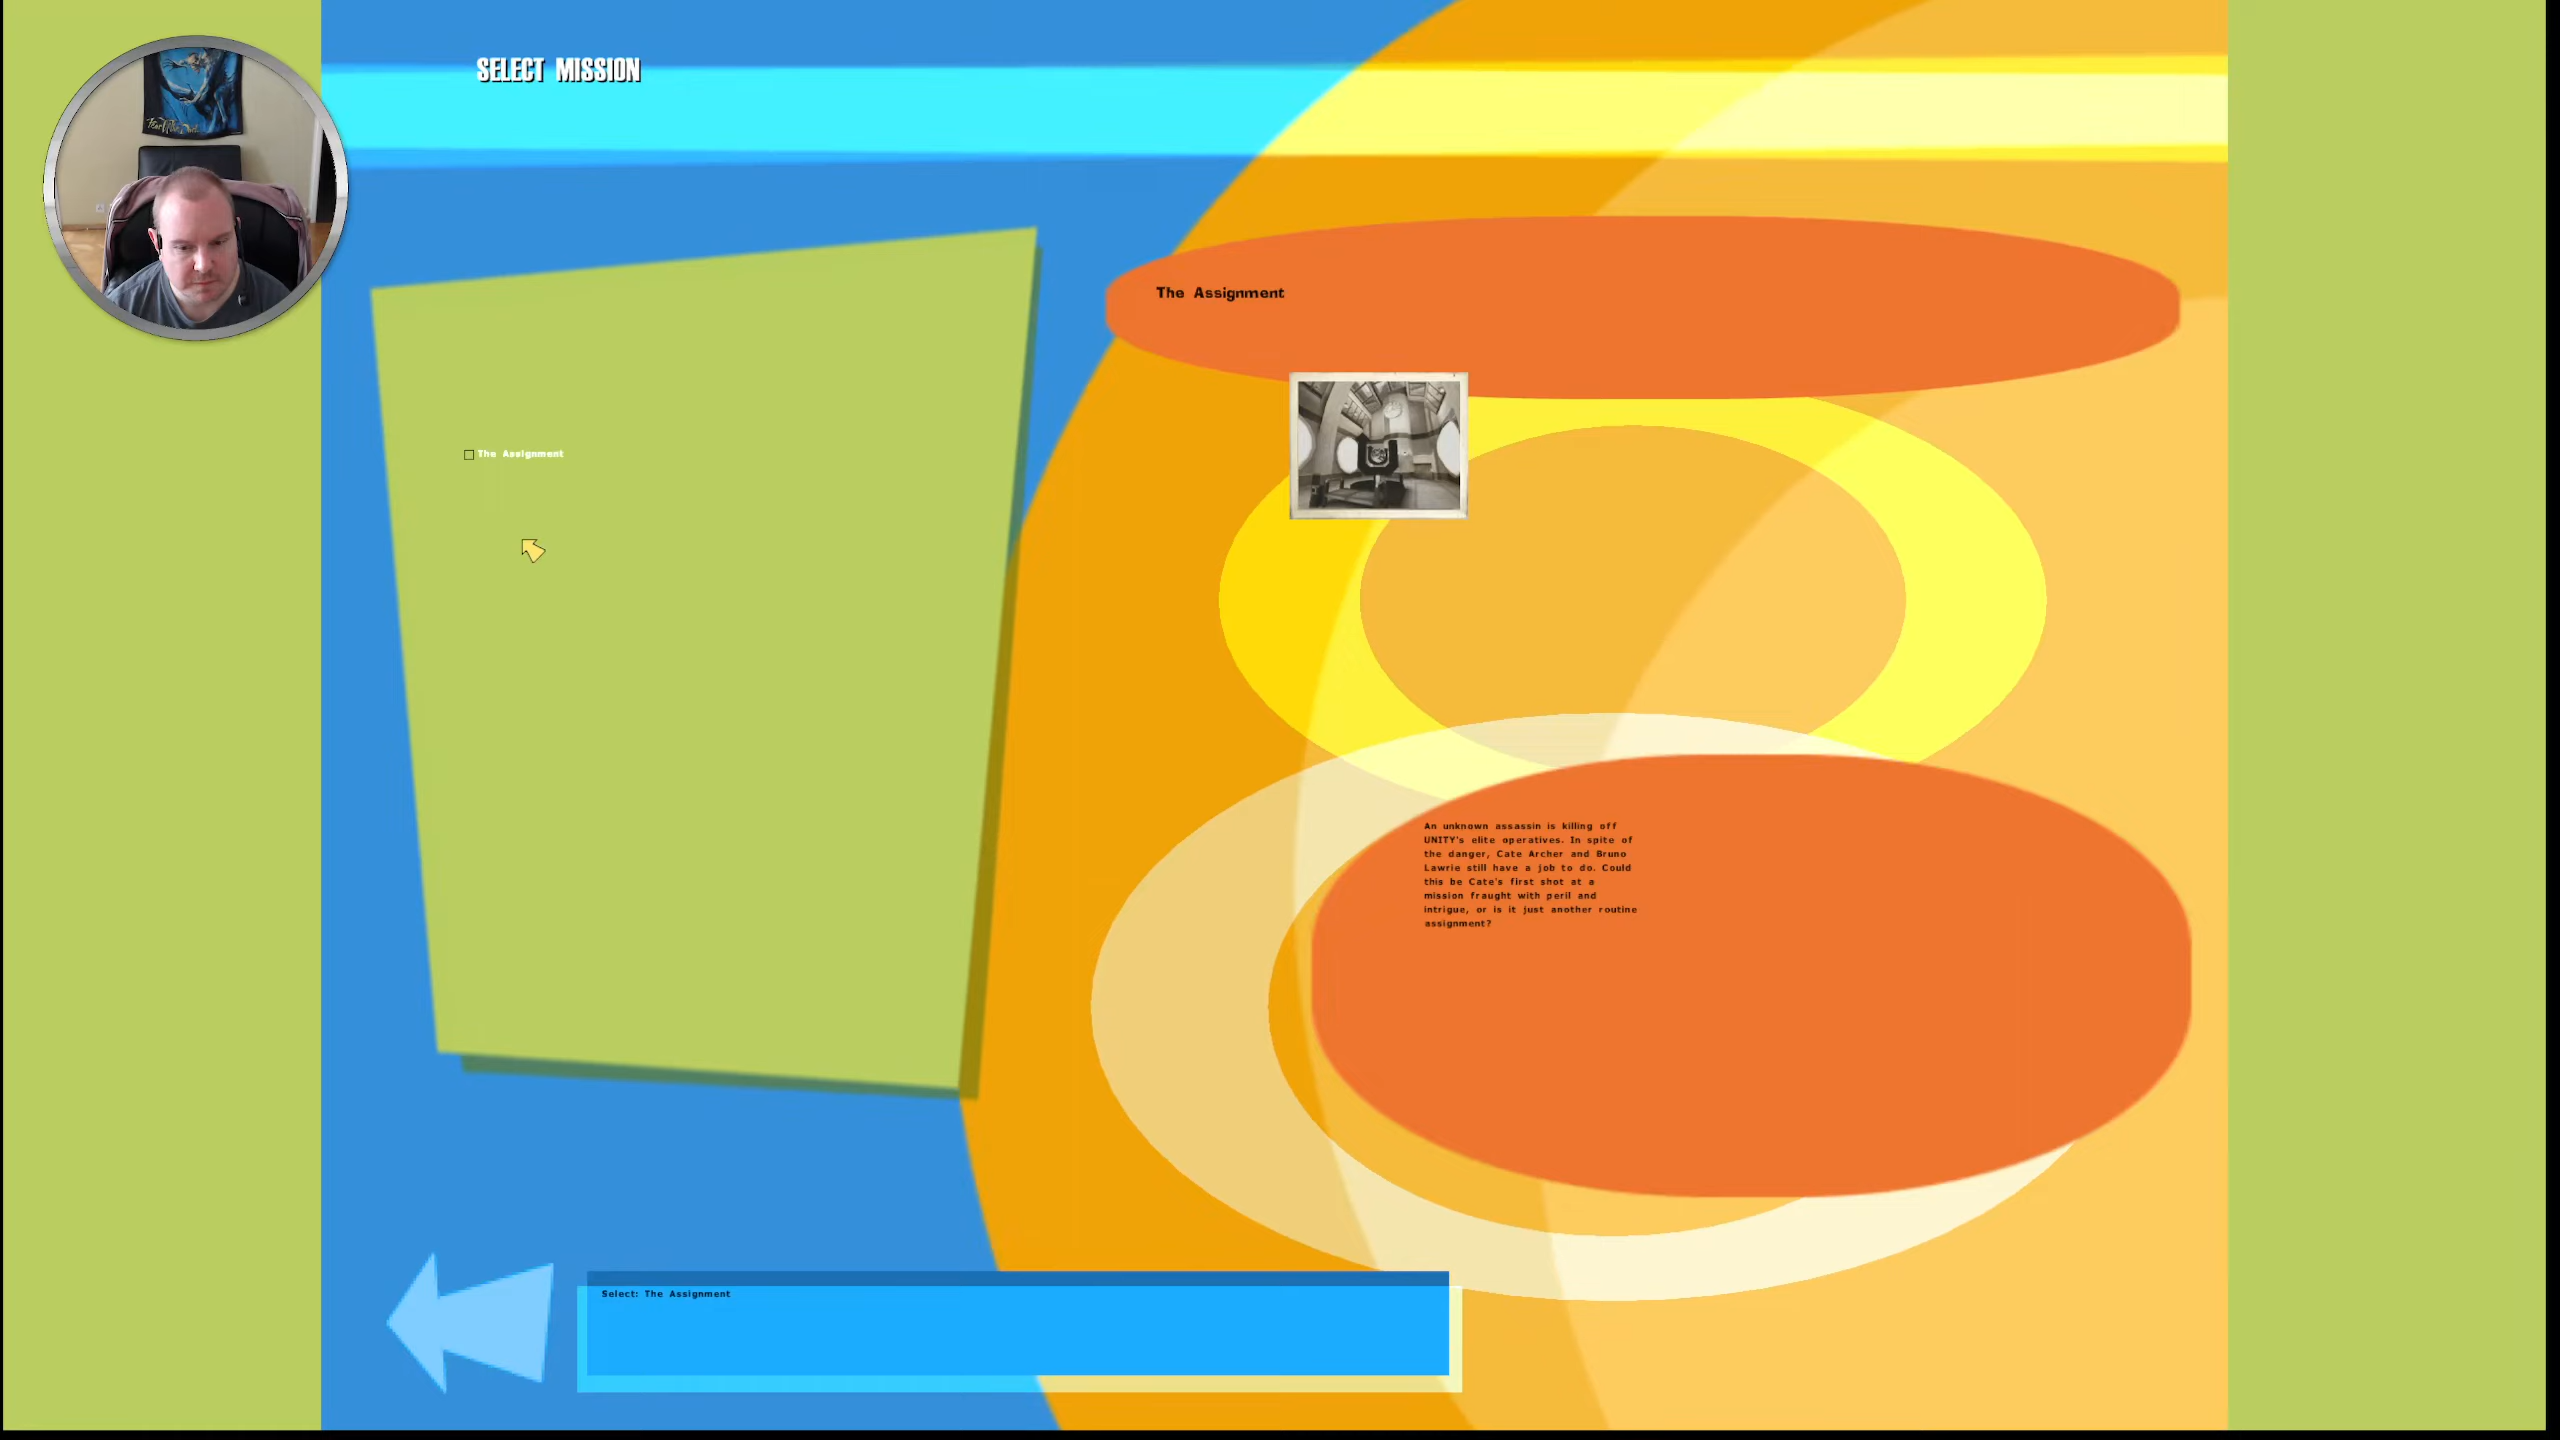 SELECT MISSION
The Assignment
The Assignment
An unknown assassin is killing off
UNITY's elite operatives. In spite of
the danger, Cate Archer and Bruno
Lawrie still have a job to do. Could
this be Cate's first shot at a
mission fraught with peril and
intrigue, or is it just another routine
assignment?
Select: The Assignment